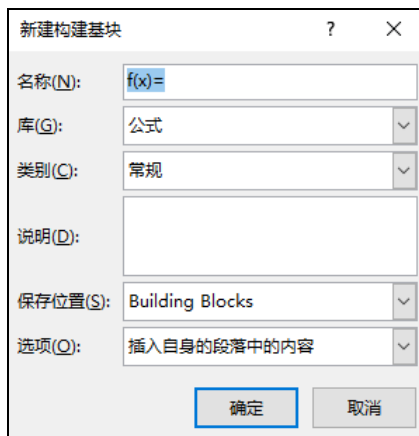 新建构建基块 ?
名称(N): f(x)=
库(G): 公式
类别(C): 常规
说明(D):
保存位置(S): Building Blocks
选项(O): 插入自身的段落中的内容
确定 取消